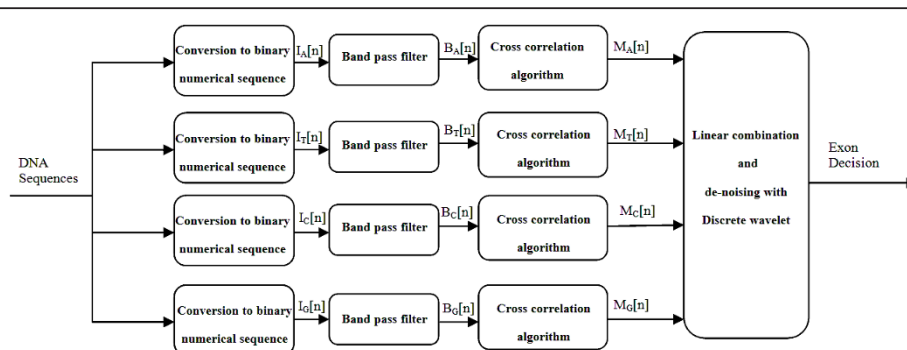 DNA
Sequences
Conversion to binary
numerical sequence
I_A[n]
Band pass filter
B_A[n]
Cross correlation
algorithm
M_A[n]
Conversion to binary
numerical sequence
I_T[n]
Band pass filter
B_T[n]
Cross correlation
algorithm
M_T[n]
Conversion to binary
numerical sequence
I_C[n]
Band pass filter
B_C[n]
Cross correlation
algorithm
M_C[n]
Conversion to binary
numerical sequence
I_G[n]
Band pass filter
B_G[n]
Cross correlation
algorithm
M_G[n]
Linear combination
and
de-noising with
Discrete wavelet
Exon
Decision